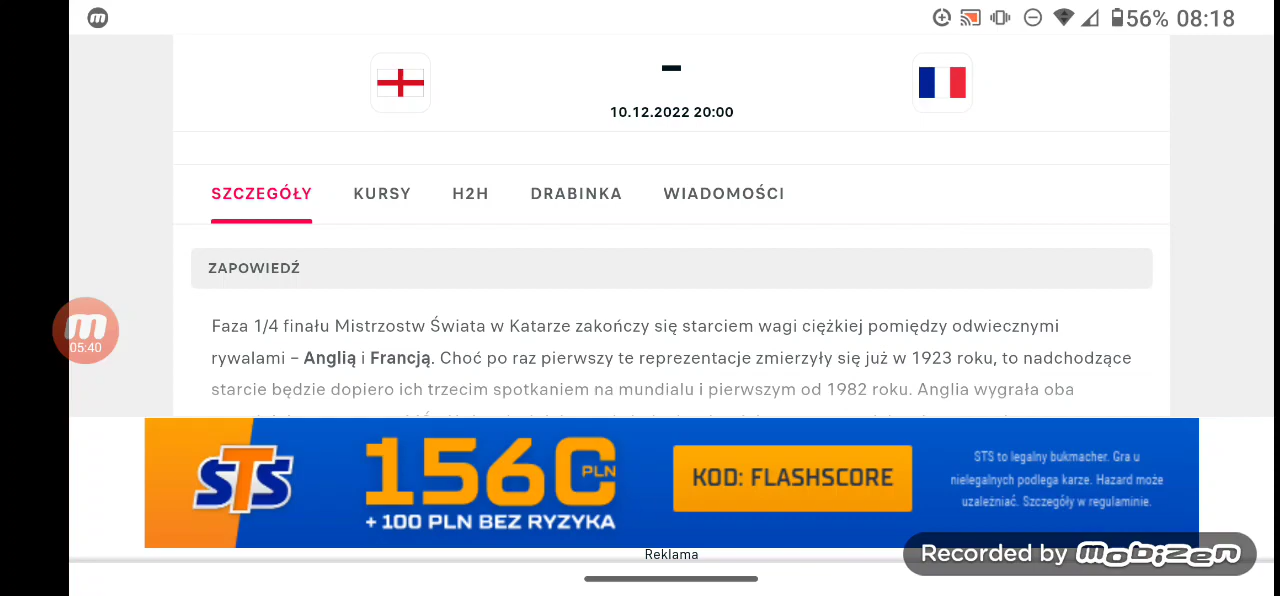 m
56% 08:18
–
10.12.2022 20:00
SZCZEGÓŁY KURSY H2H DRABINKA WIADOMOŚCI
ZAPOWIEDŹ
Faza 1/4 finału Mistrzostw Świata w Katarze zakończy się starciem wagi ciężkiej pomiędzy odwiecznymi
rywalami – Anglią i Francją. Choć po raz pierwszy te reprezentacje zmierzyły się już w 1923 roku, to nadchodzące
starcie będzie dopiero ich trzecim spotkaniem na mundialu i pierwszym od 1982 roku. Anglia wygrała oba
m
05:40
STS
1560 PLN
+ 100 PLN BEZ RYZYKA
KOD: FLASHSCORE
STS to legalny bukmacher. Gra u
nielegalnych podlega karze. Hazard może
uzależniać. Szczegóły w regulaminie.
Reklama
Recorded by mobizen